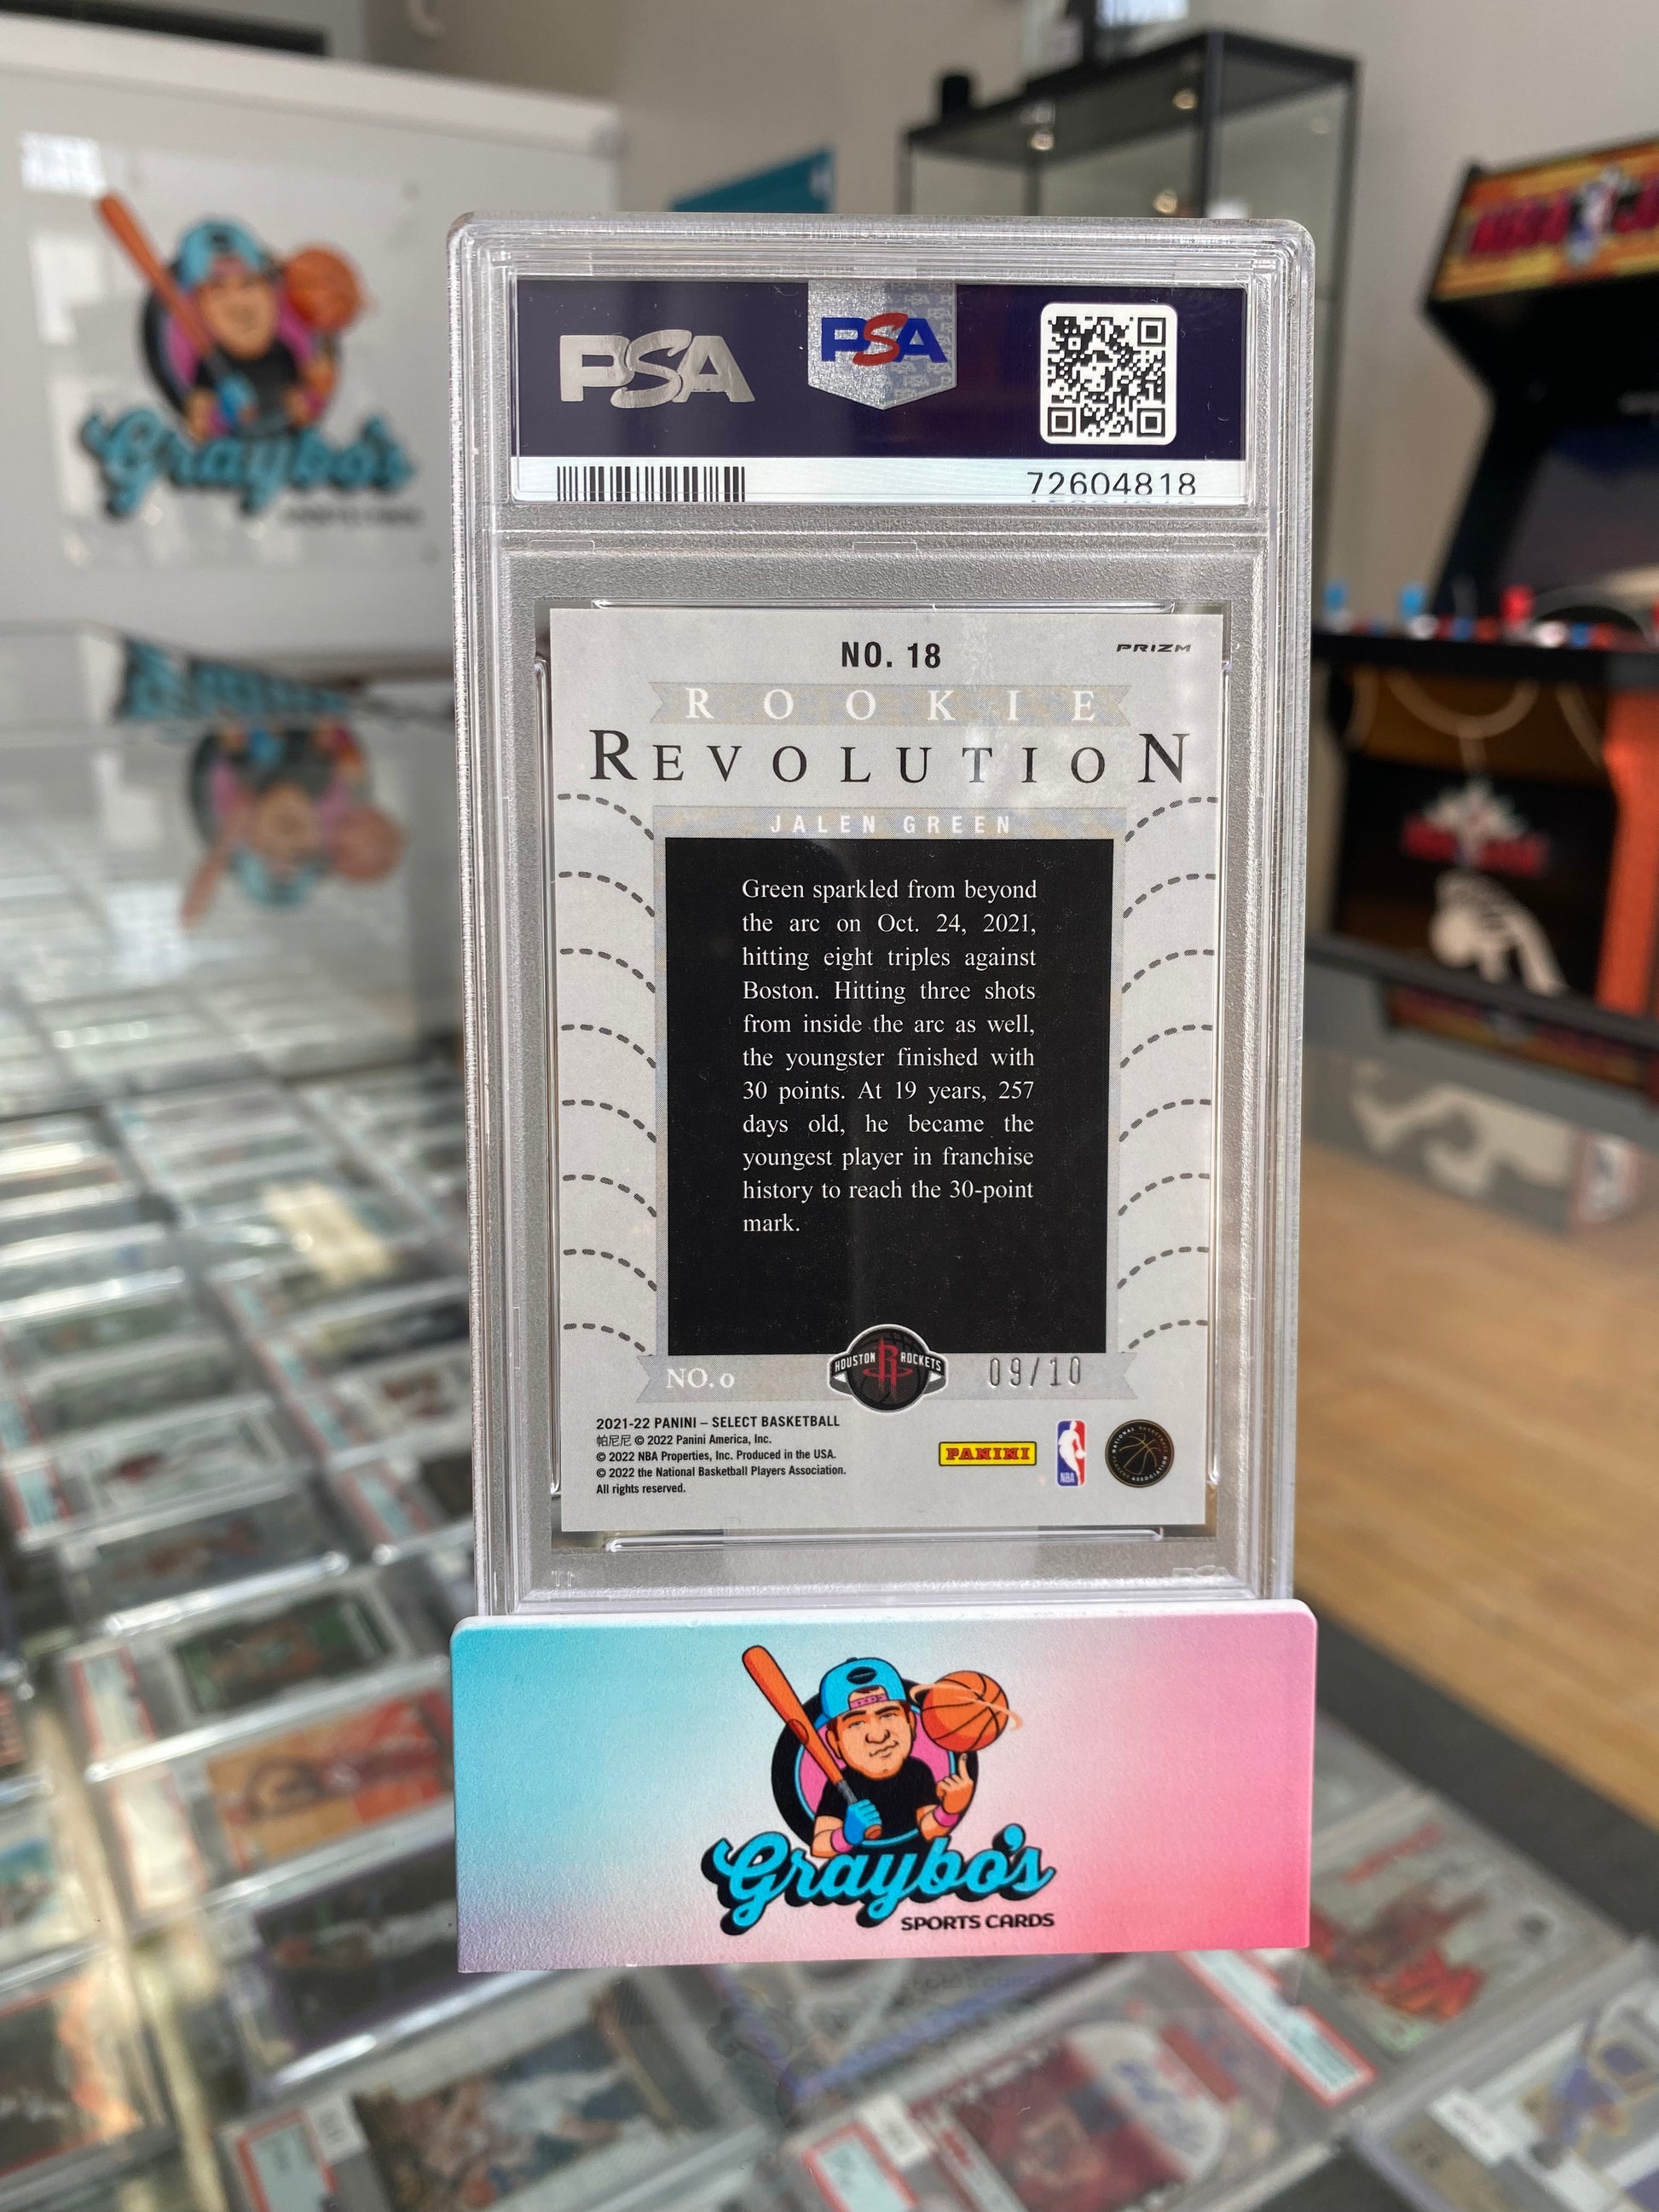 PSA
PSA
72604818
NO. 18
PRIZM
ROOKIE
REVOLUTION
JALEN GREEN
Green sparkled from beyond
the arc on Oct. 24, 2021,
hitting eight triples against
Boston. Hitting three shots
from inside the arc as well,
the youngster finished with
30 points. At 19 years, 257
days old, he became the
youngest player in franchise
history to reach the 30-point
mark.
NO. 0
HOUSTON ROCKETS
09/10
2021-22 PANINI – SELECT BASKETBALL
帕尼尼 © 2022 Panini America, Inc.
© 2022 NBA Properties, Inc. Produced in the USA.
© 2022 the National Basketball Players Association.
All rights reserved.
PANINI
NBA
NATIONAL BASKETBALL PLAYERS ASSOCIATION
Graybo's
SPORTS CARDS
Graybo's